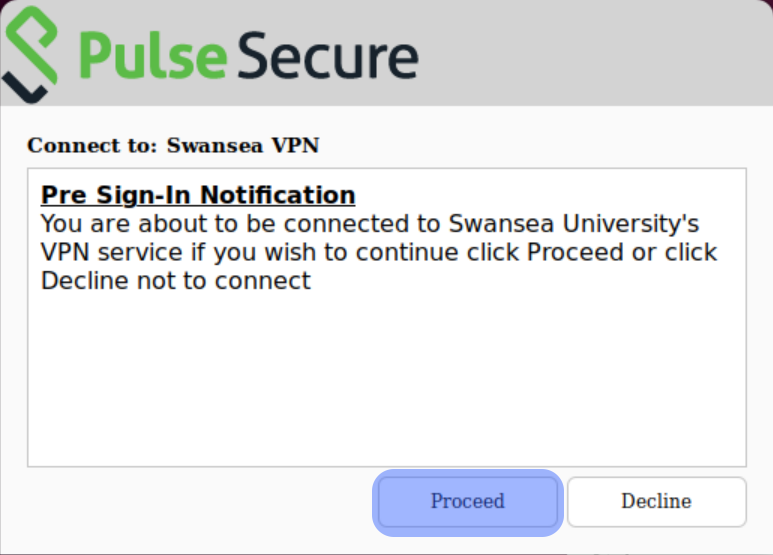 Pulse Secure
Connect to: Swansea VPN
Pre Sign-In Notification
You are about to be connected to Swansea University's
VPN service if you wish to continue click Proceed or click
Decline not to connect
Proceed
Decline